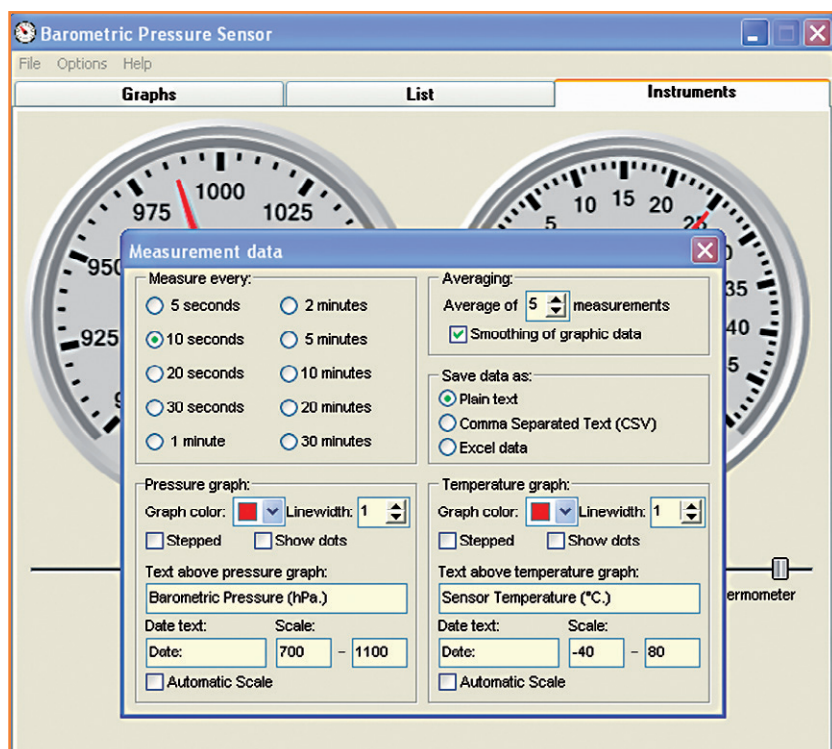 Barometric Pressure Sensor
File Options Help
Graphs List Instruments
975 1000 1025
950
925
5 10 15 20 25
35
40
Measurement data
Measure every:
5 seconds 2 minutes
10 seconds 5 minutes
20 seconds 10 minutes
30 seconds 20 minutes
1 minute 30 minutes
Averaging:
Average of 5 measurements
Smoothing of graphic data
Save data as:
Plain text
Comma Separated Text (CSV)
Excel data
Pressure graph:
Graph color: Linewidth: 1
Stepped Show dots
Text above pressure graph:
Barometric Pressure (hPa.)
Date text: Scale:
Date: 700 - 1100
Automatic Scale
Temperature graph:
Graph color: Linewidth: 1
Stepped Show dots
Text above temperature graph:
Sensor Temperature (°C.)
Date text: Scale:
Date: -40 - 80
Automatic Scale
ermometer